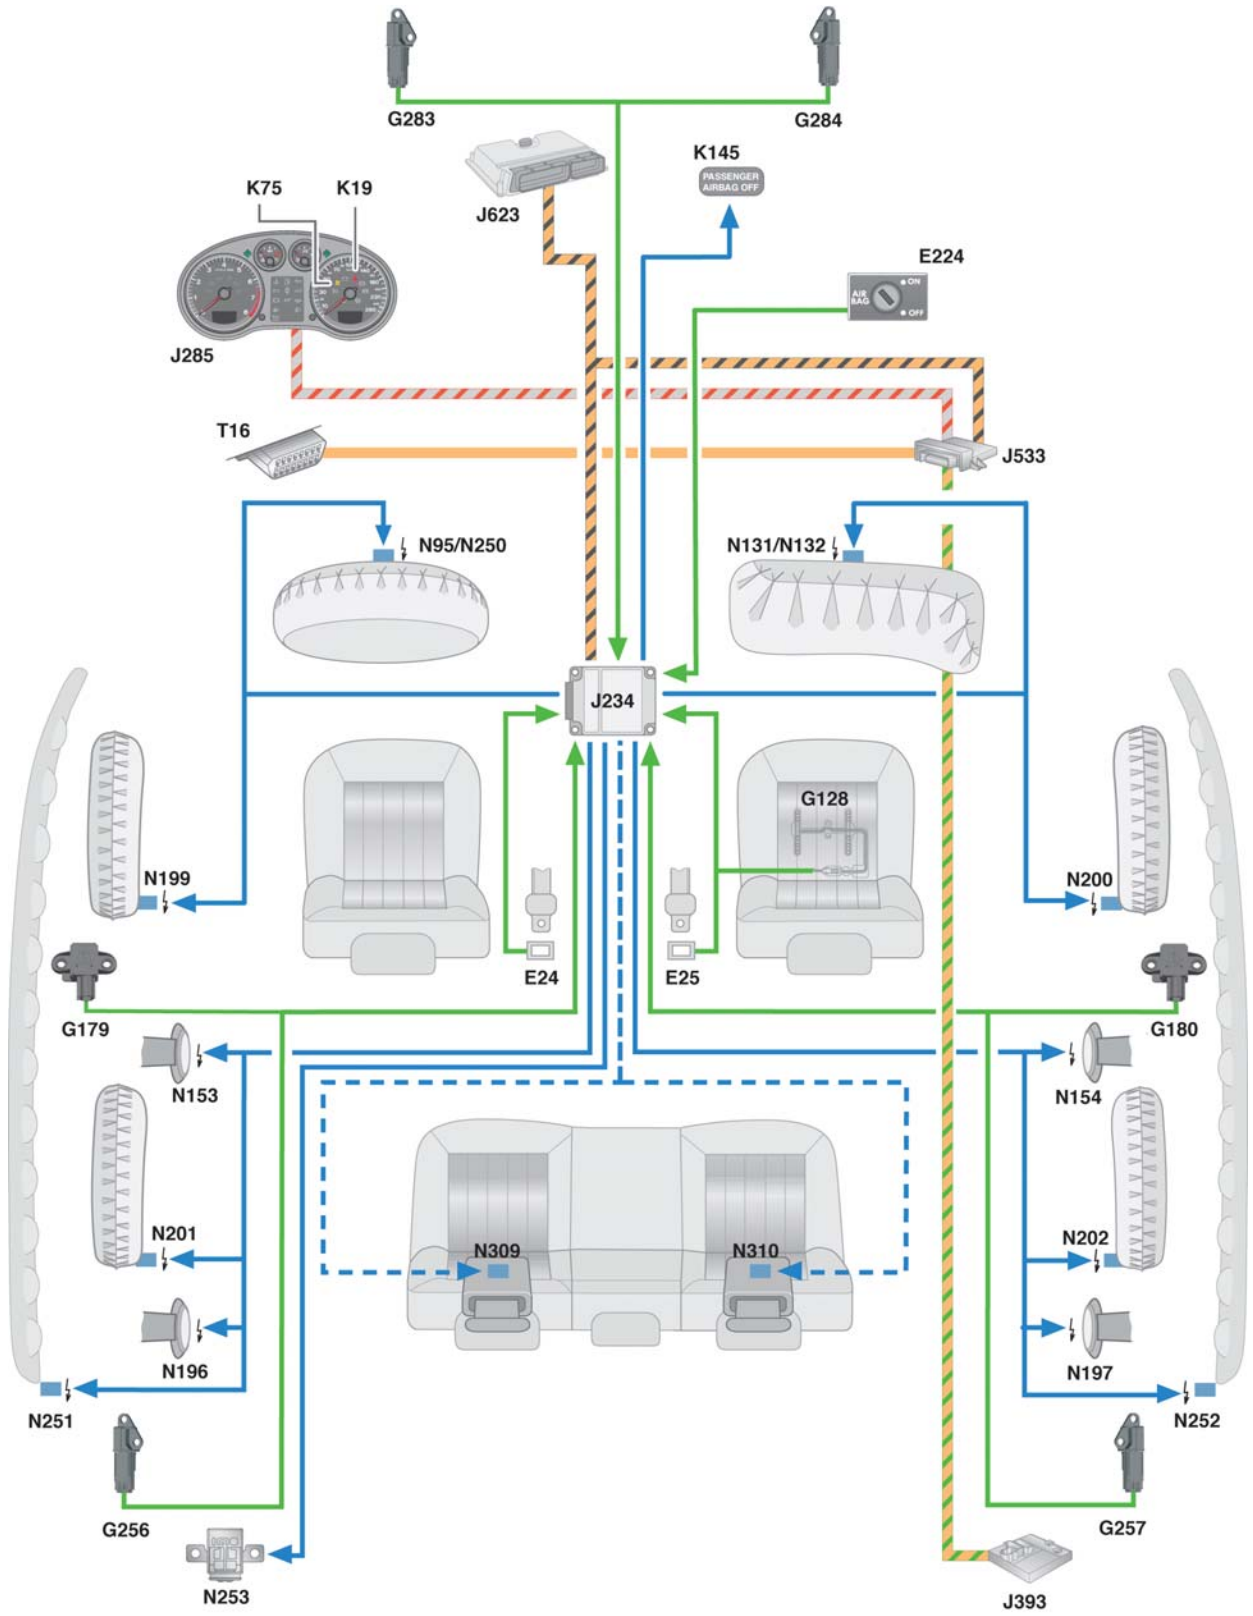 G283
G284
K145
PASSENGER
AIRBAG OFF
K75
K19
J623
E224
AIR
BAG
ON
OFF
J285
T16
J533
N95/N250
N131/N132
J234
G128
N199
N200
E24
E25
G179
G180
N153
N154
N201
N202
N309
N310
N196
N197
N251
N252
G256
G257
N253
J393